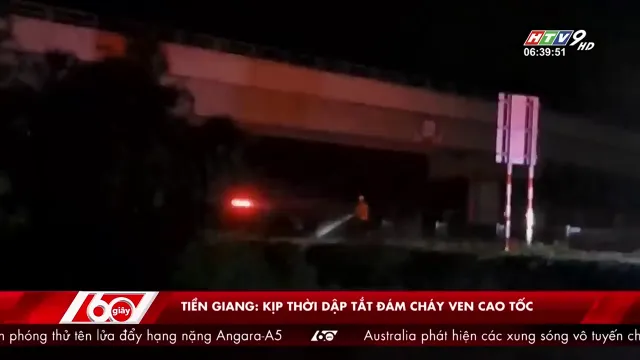 HTV9 HD
06:39:51
60 giây
TIỀN GIANG: KỊP THỜI DẬP TẮT ĐÁM CHÁY VEN CAO TỐC
phóng thử tên lửa đẩy hạng nặng Angara-A5 60 giây Australia phát hiện các xung sóng vô tuyến